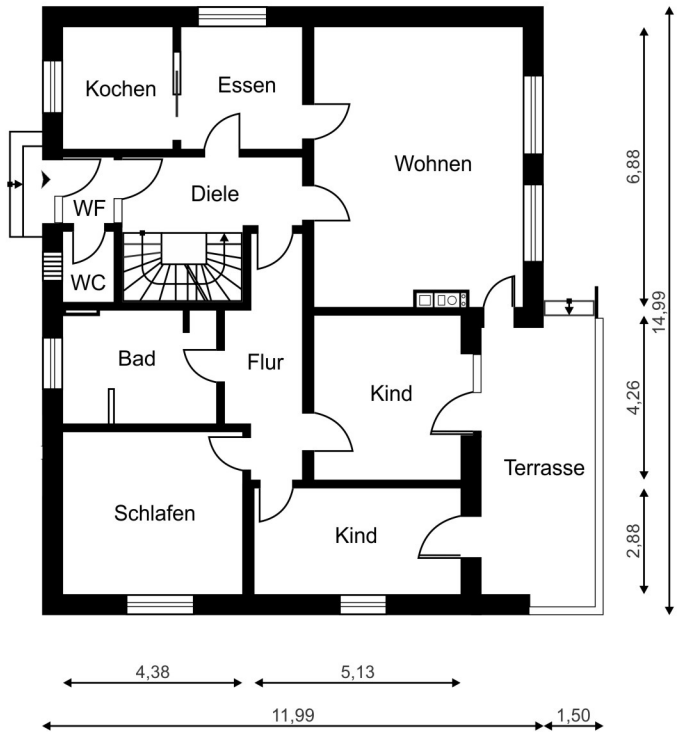 Kochen
Essen
Wohnen
Diele
WF
WC
Bad
Flur
Kind
Terrasse
Schlafen
Kind
6,88
14,99
4,26
2,88
4,38
5,13
11,99
1,50